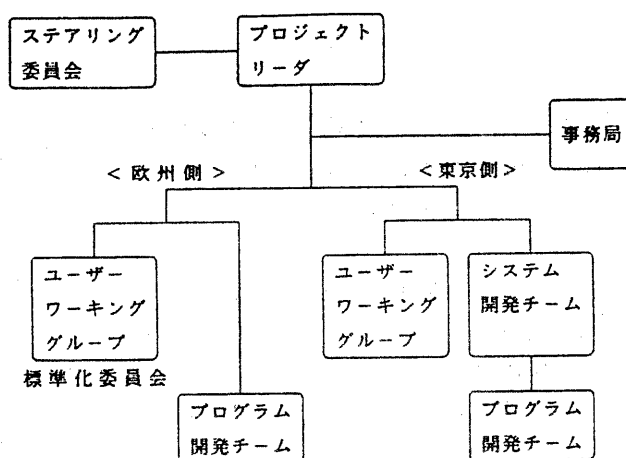 ステアリング
委員会
プロジェクト
リーダ
事務局
<欧州側>
<東京側>
ユーザー
ワーキング
グループ
標準化委員会
プログラム
開発チーム
ユーザー
ワーキング
グループ
システム
開発チーム
プログラム
開発チーム